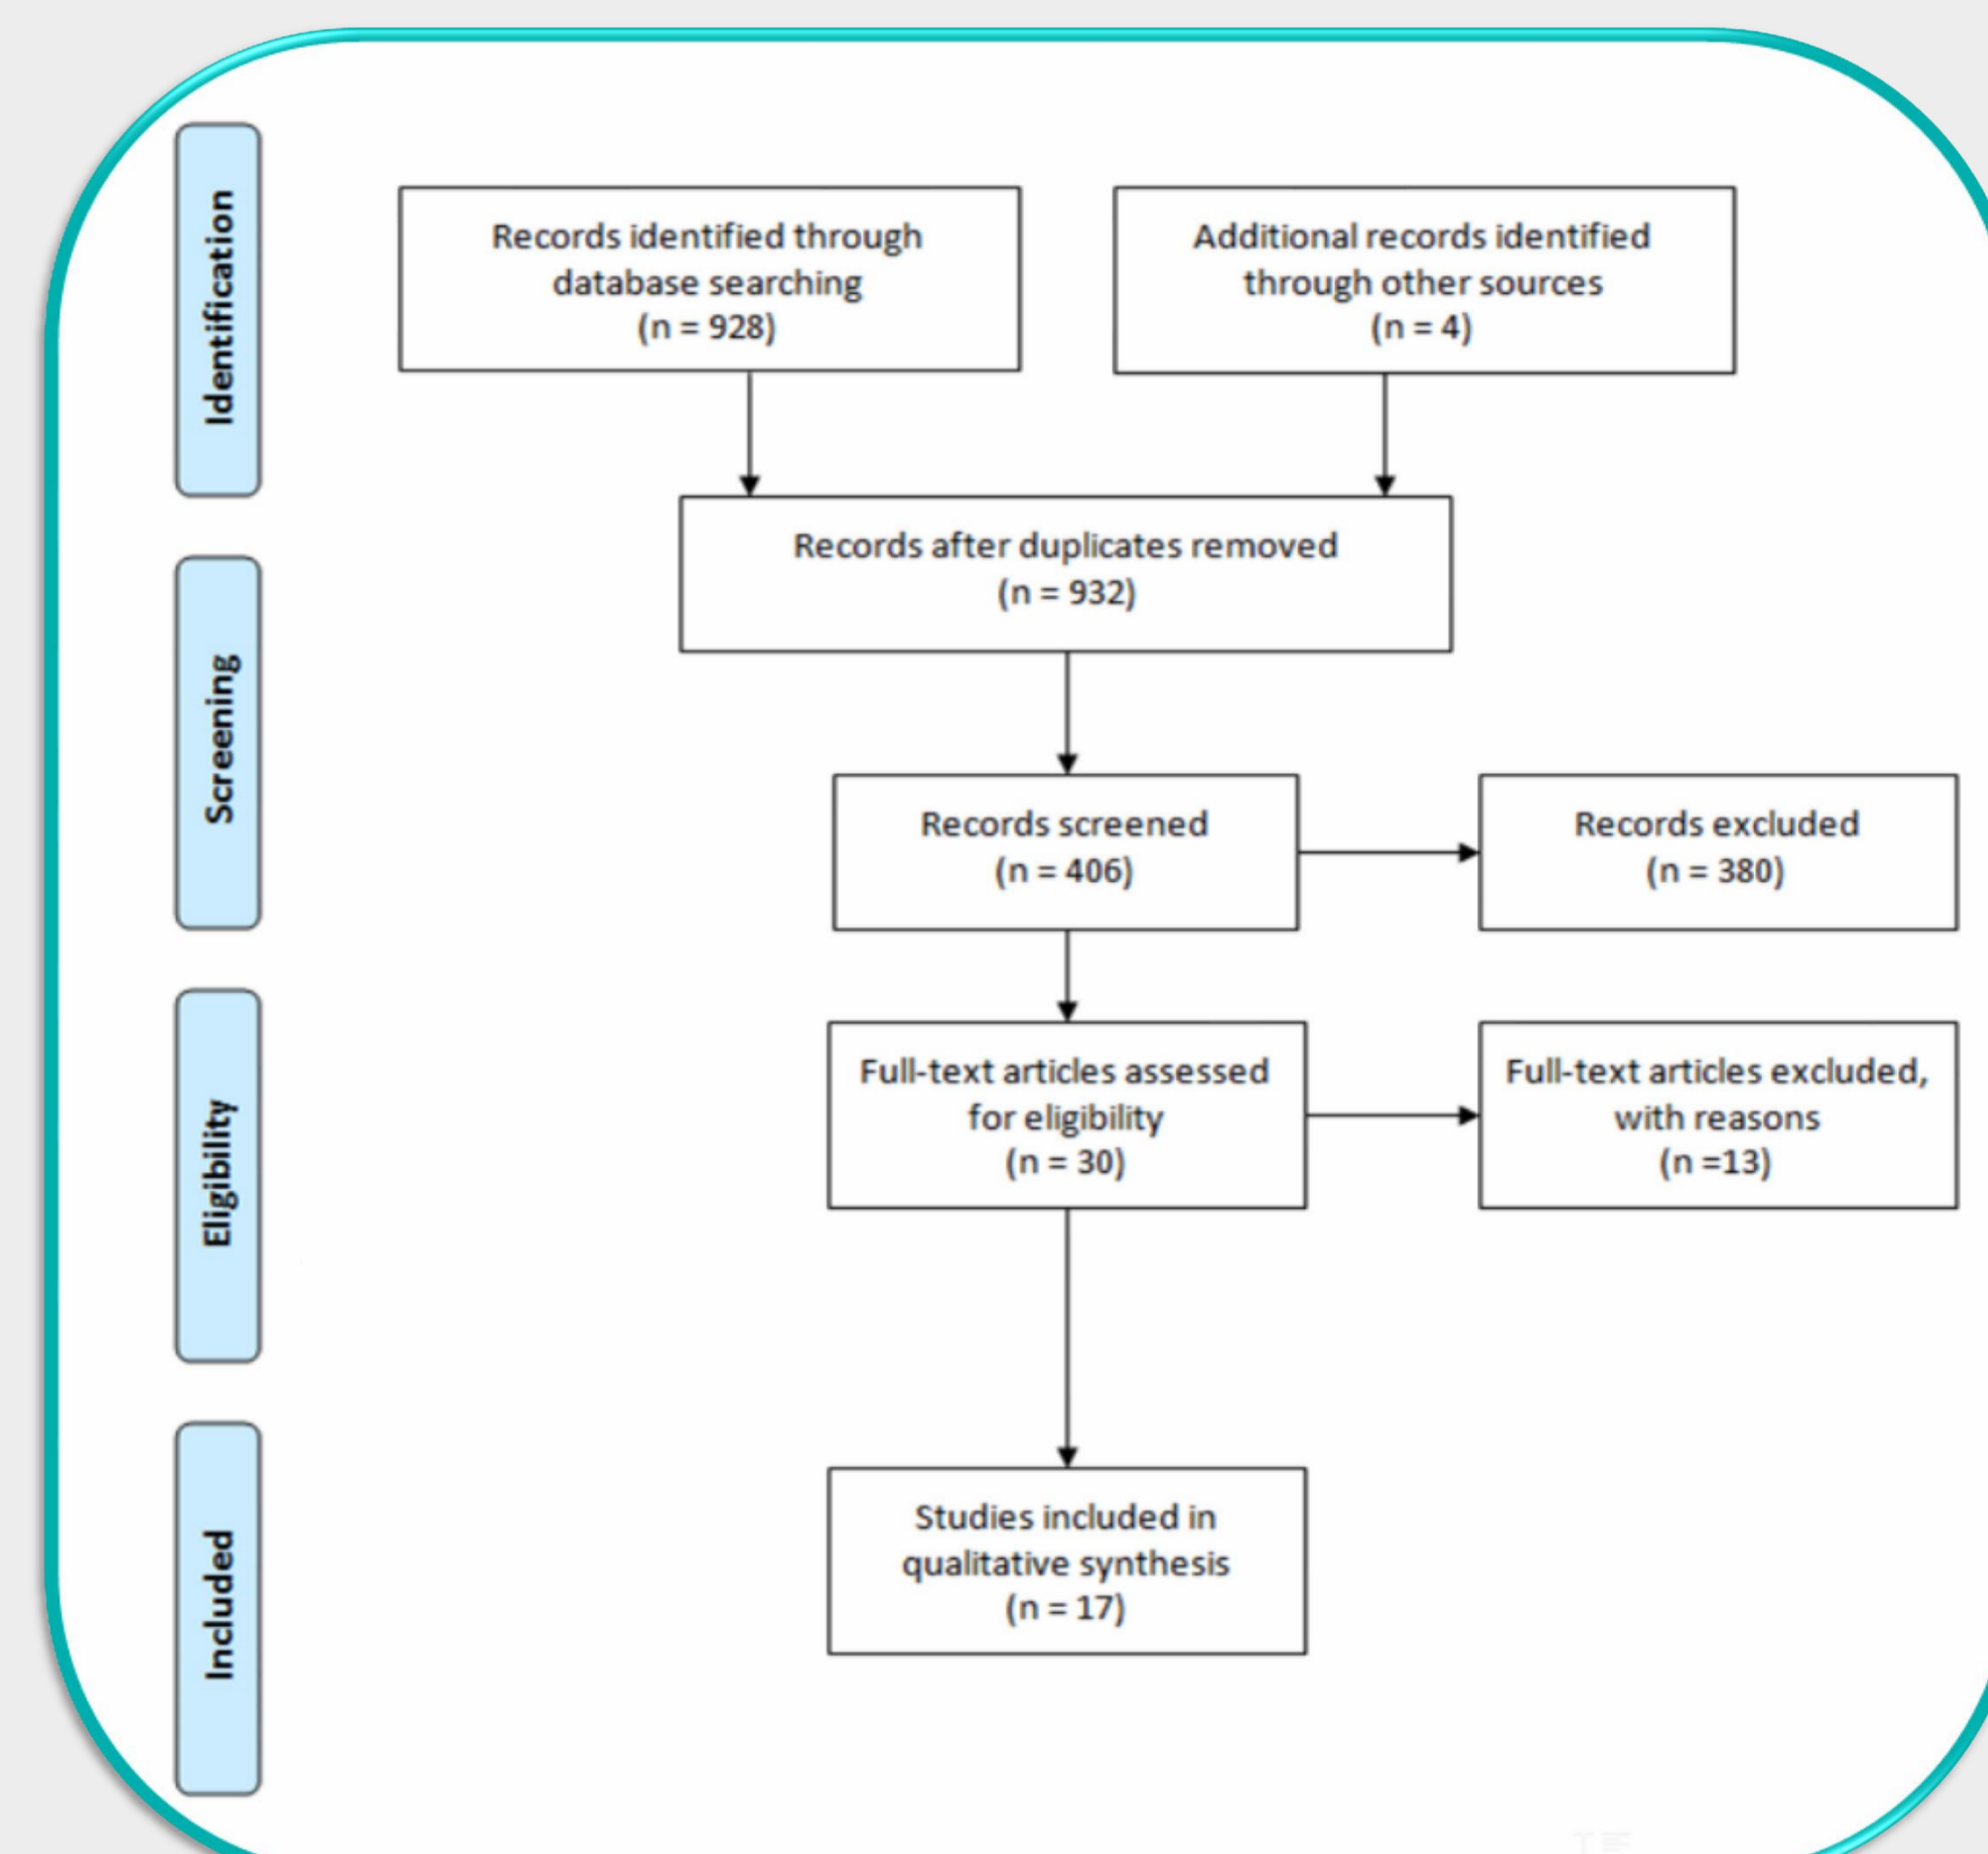 Identification
Records identified through
database searching
(n = 928)
Additional records identified
through other sources
(n = 4)
Records after duplicates removed
(n = 932)
Screening
Records screened
(n = 406)
Records excluded
(n = 380)
Eligibility
Full-text articles assessed
for eligibility
(n = 30)
Full-text articles excluded,
with reasons
(n =13)
Included
Studies included in
qualitative synthesis
(n = 17)